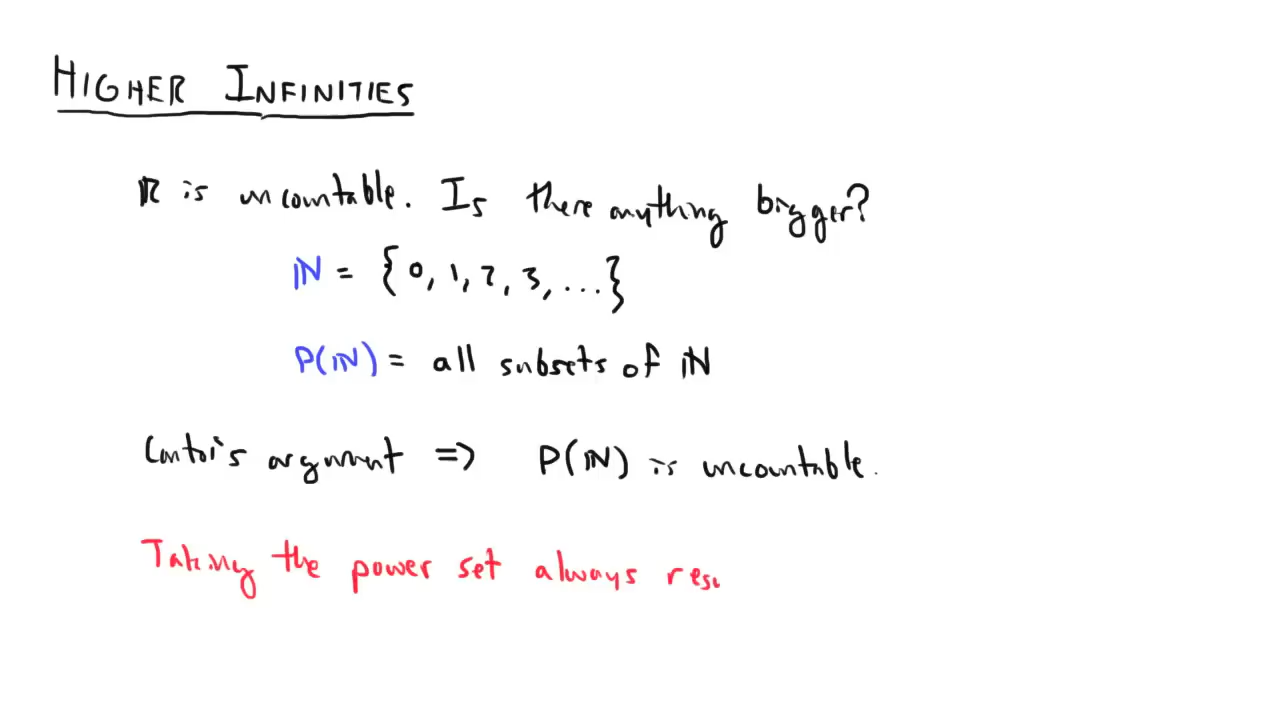 HIGHER INFINITIES
ℝ is uncountable. Is there anything bigger?
ℕ = {0, 1, 2, 3, ...}
P(ℕ) = all subsets of ℕ
Cantor's argument => P(ℕ) is uncountable.
Taking the power set always resu